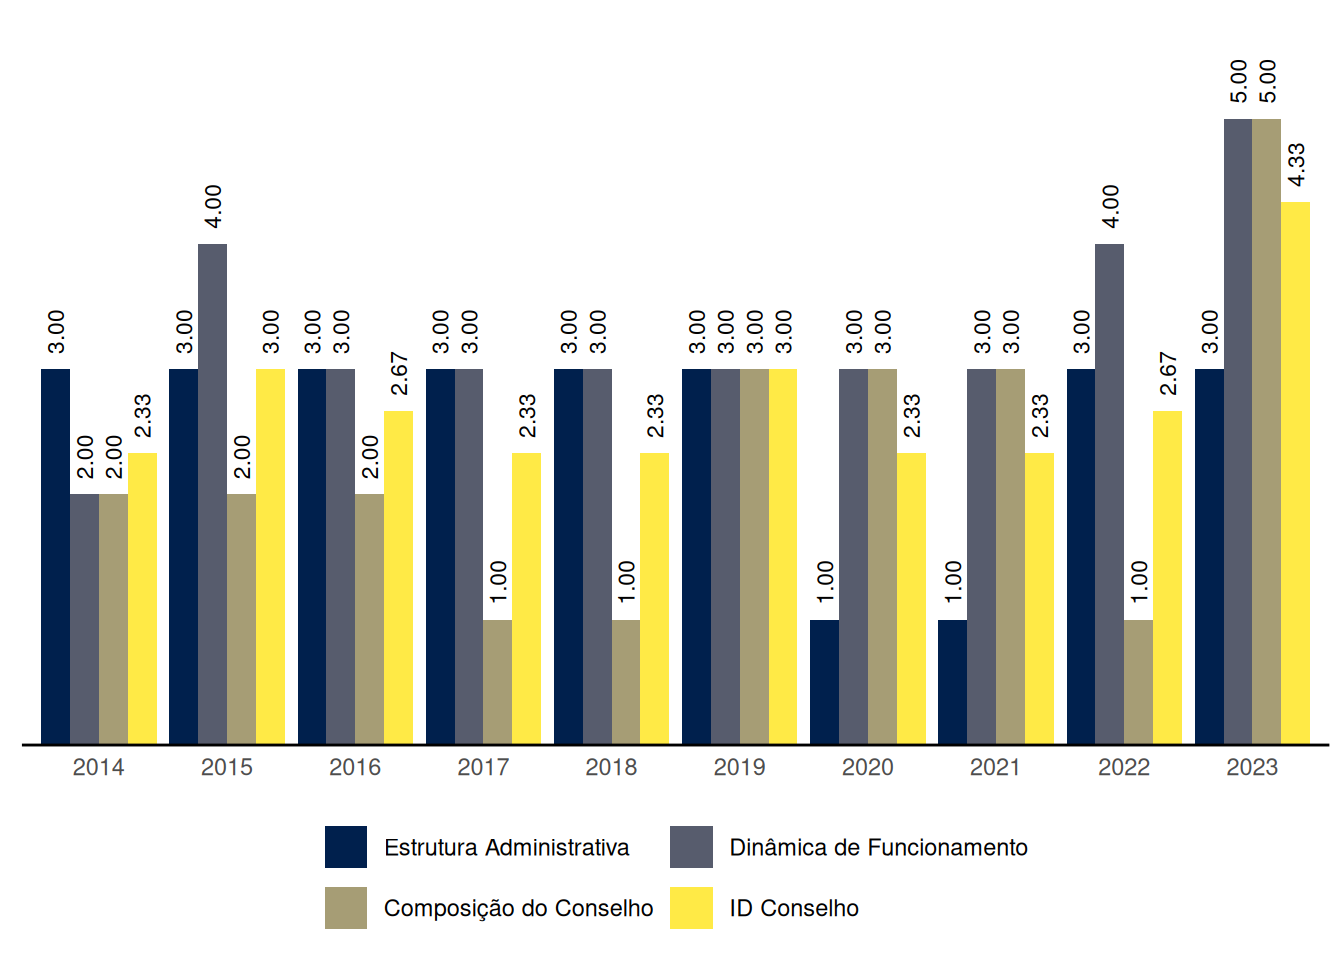 5.00 5.00
4.33
4.00 4.00
3.00 3.00 3.00 3.00 3.00 3.00 3.00 3.00 3.00 3.00 3.00 3.00 3.00 3.00 3.00 3.00 3.00 3.00 3.00
2.67 2.67
2.33 2.33 2.33 2.33 2.33
2.00 2.00 2.00 2.00
1.00 1.00 1.00 1.00 1.00
2014 2015 2016 2017 2018 2019 2020 2021 2022 2023
Estrutura Administrativa Dinâmica de Funcionamento
Composição do Conselho ID Conselho